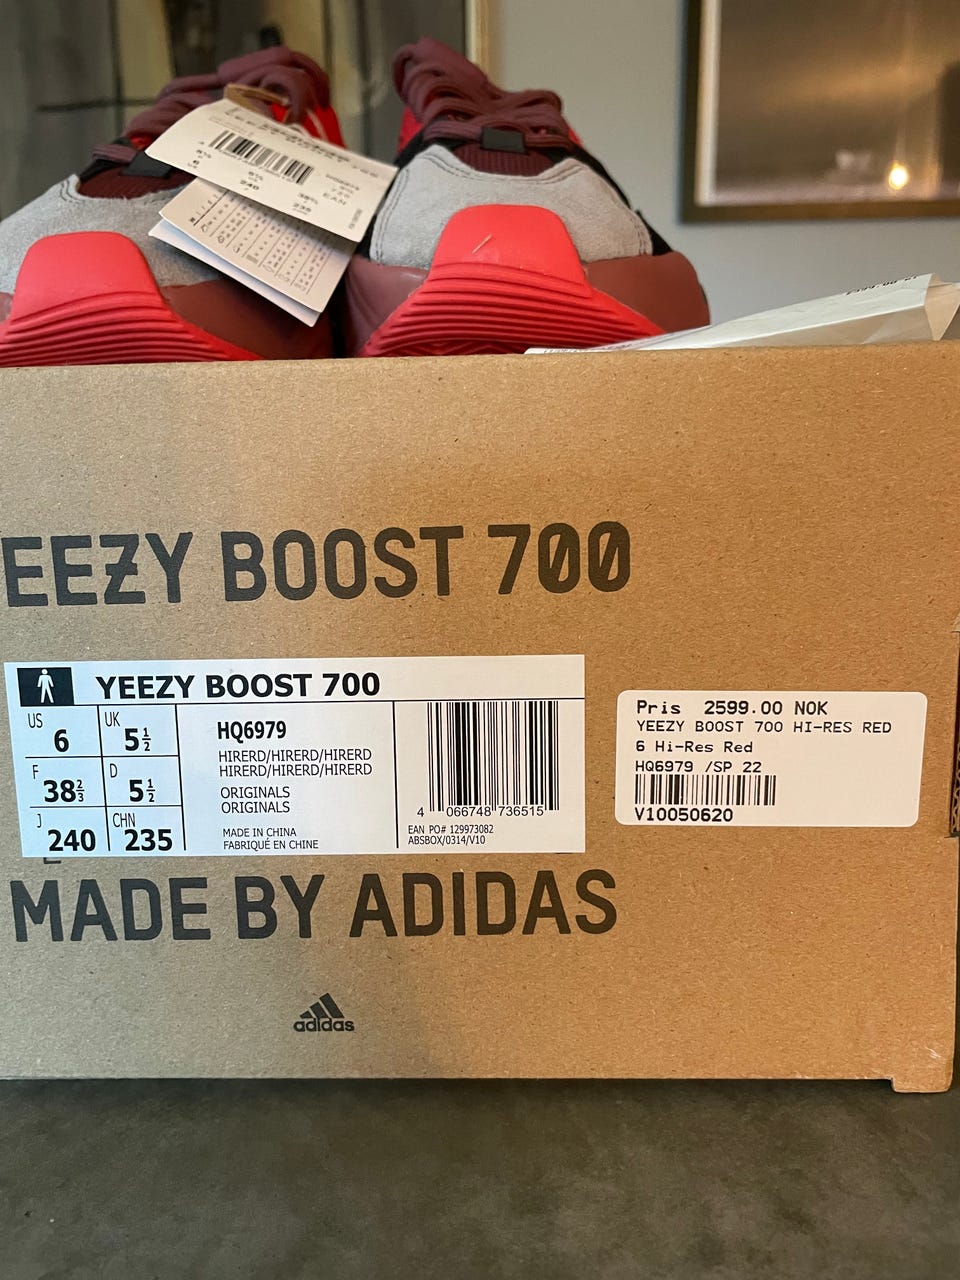 EEZY BOOST 700
YEEZY BOOST 700
US
6
UK
5½
F
38⅔
D
5½
J
240
CHN
235
HQ6979
HIRERD/HIRERD/HIRERD
HIRERD/HIRERD/HIRERD
ORIGINALS
ORIGINALS
MADE IN CHINA
FABRIQUÉ EN CHINE
4 066748 736515
EAN PO# 129973082
ABSBOX/0314/V10
Pris 2599.00 NOK
YEEZY BOOST 700 HI-RES RED
6 Hi-Res Red
HQ6979 /SP 22
V10050620
MADE BY ADIDAS
adidas